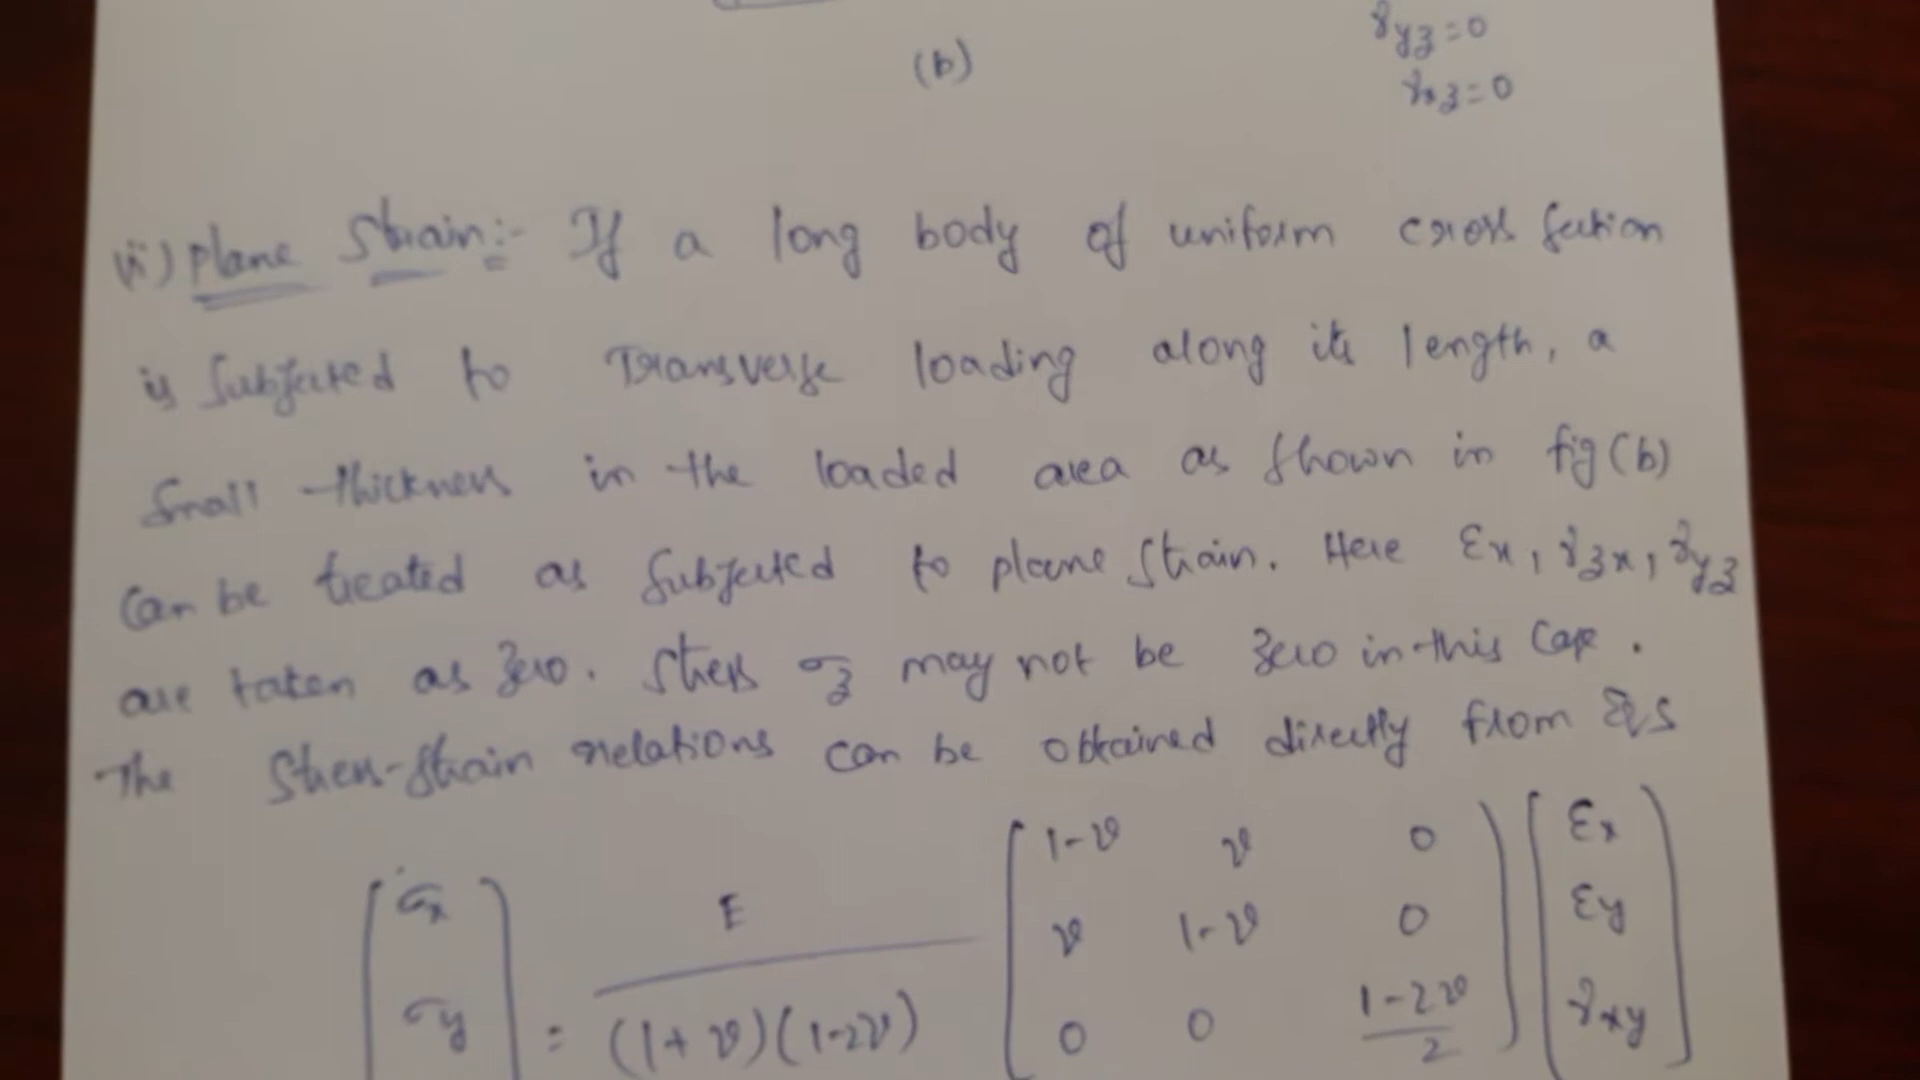 γyz=0
(b)
γxz=0
(ii) plane Strain:- If a long body of uniform cross section
is subjected to Transverse loading along its length, a
Small thickness in the loaded area as shown in fig(b)
Can be treated as Subjected to plane Strain. Here εx, γzx, γyz
are taken as zero. Stress σz may not be zero in this Case.
The Stress-Strain relations can be obtained directly from
1-ν ν 0 εx
σx E ν 1-ν 0 εy
σy = (1+ν)(1-2ν) 0 0 1-2ν/2 γxy